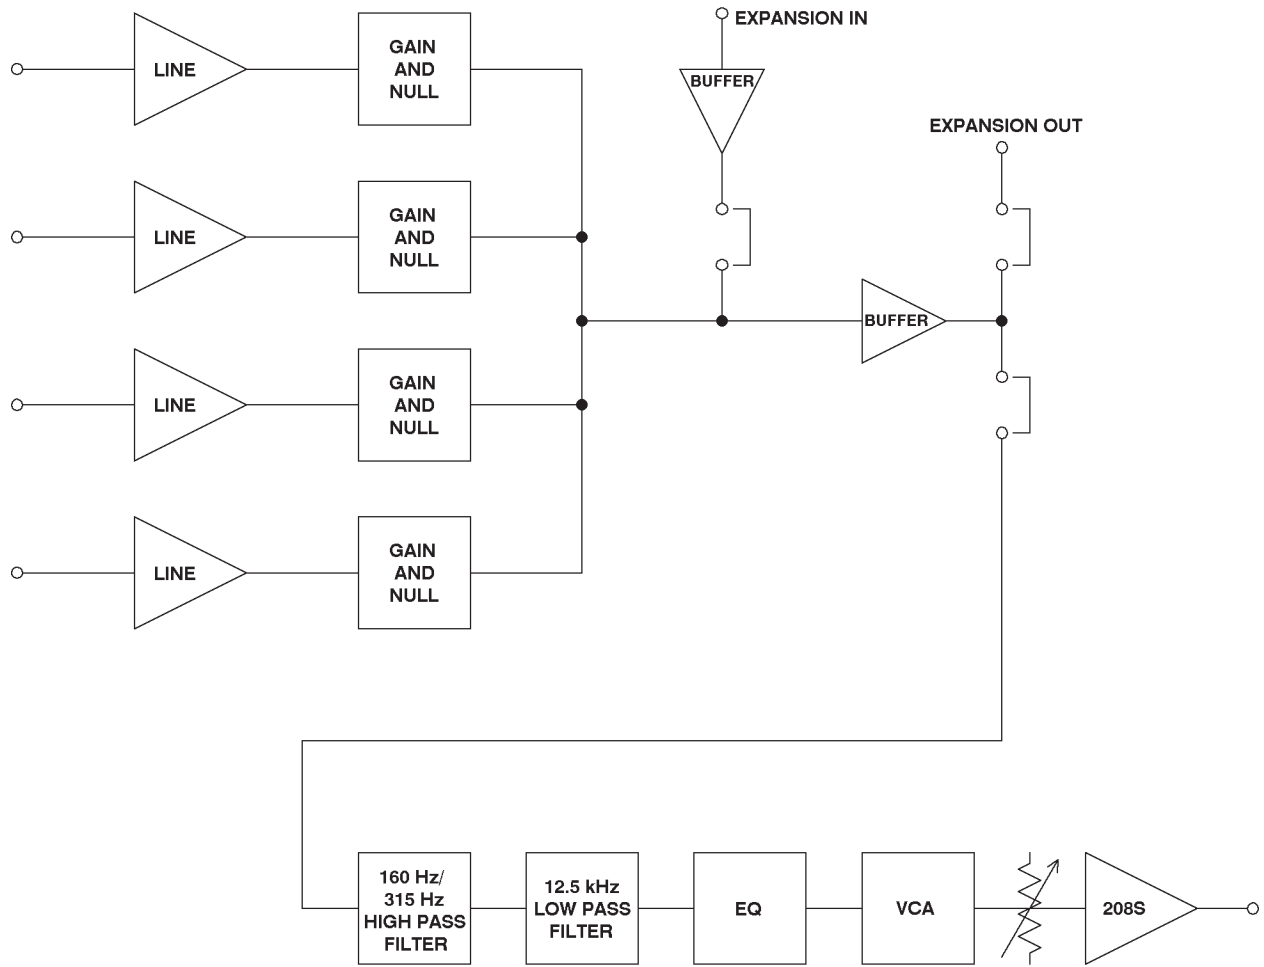 EXPANSION IN
LINE
GAIN
AND
NULL
BUFFER
EXPANSION OUT
LINE
GAIN
AND
NULL
BUFFER
LINE
GAIN
AND
NULL
LINE
GAIN
AND
NULL
160 Hz/
315 Hz
HIGH PASS
FILTER
12.5 kHz
LOW PASS
FILTER
EQ
VCA
208S